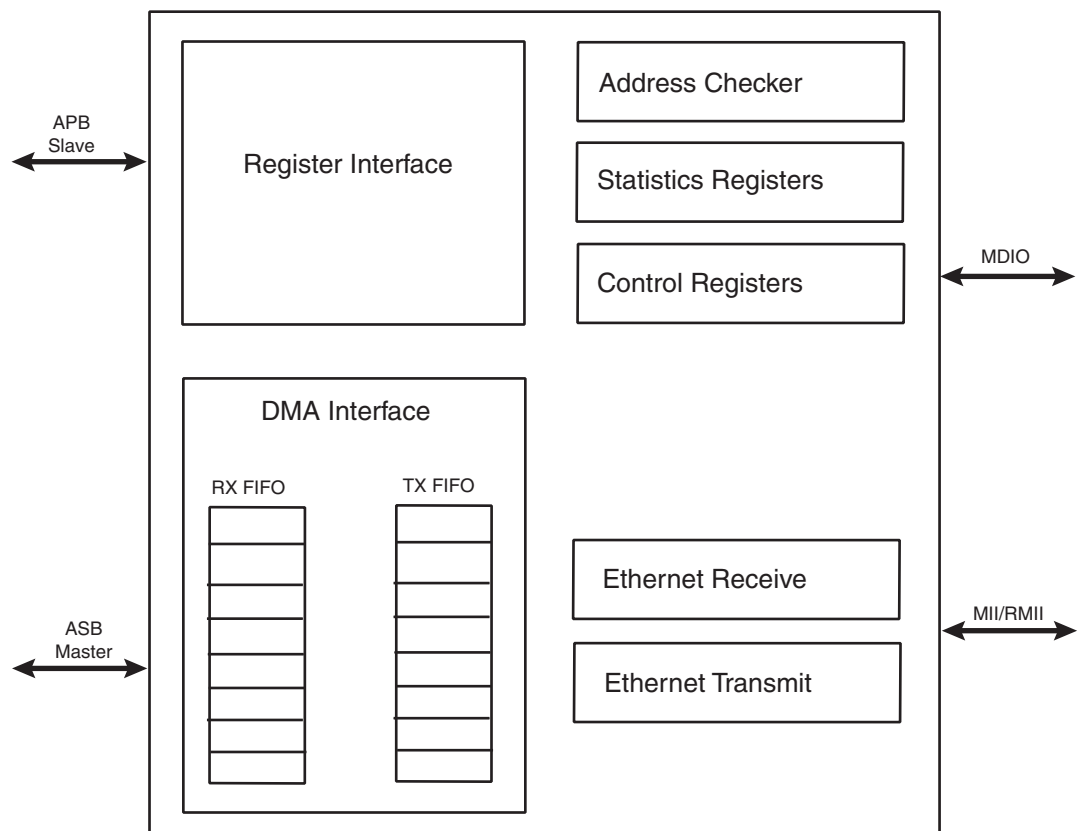 APB
Slave
Register Interface
Address Checker
Statistics Registers
Control Registers
MDIO
DMA Interface
RX FIFO
TX FIFO
Ethernet Receive
Ethernet Transmit
ASB
Master
MII/RMII